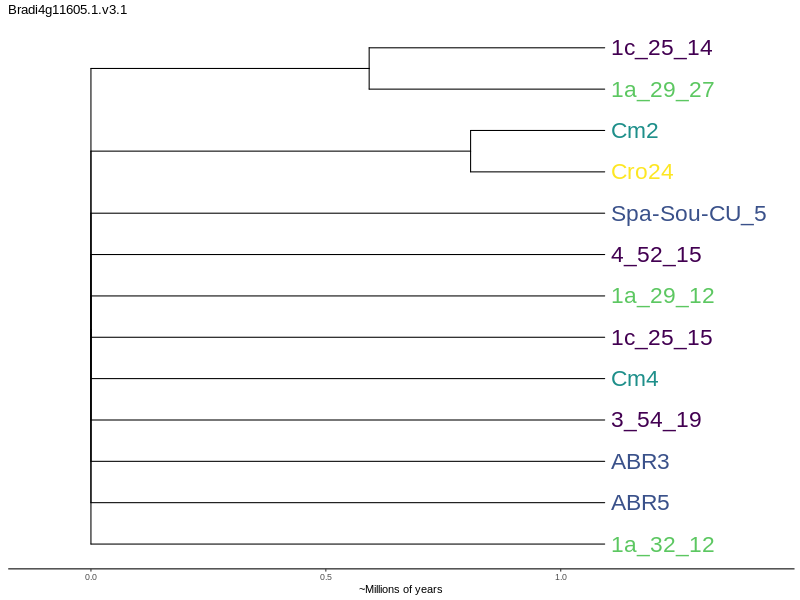 Bradi4g11605.1.v3.1
1c_25_14
1a_29_27
Cm2
Cro24
Spa-Sou-CU_5
4_52_15
1a_29_12
1c_25_15
Cm4
3_54_19
ABR3
ABR5
1a_32_12
0.0 0.5 1.0
~Millions of years